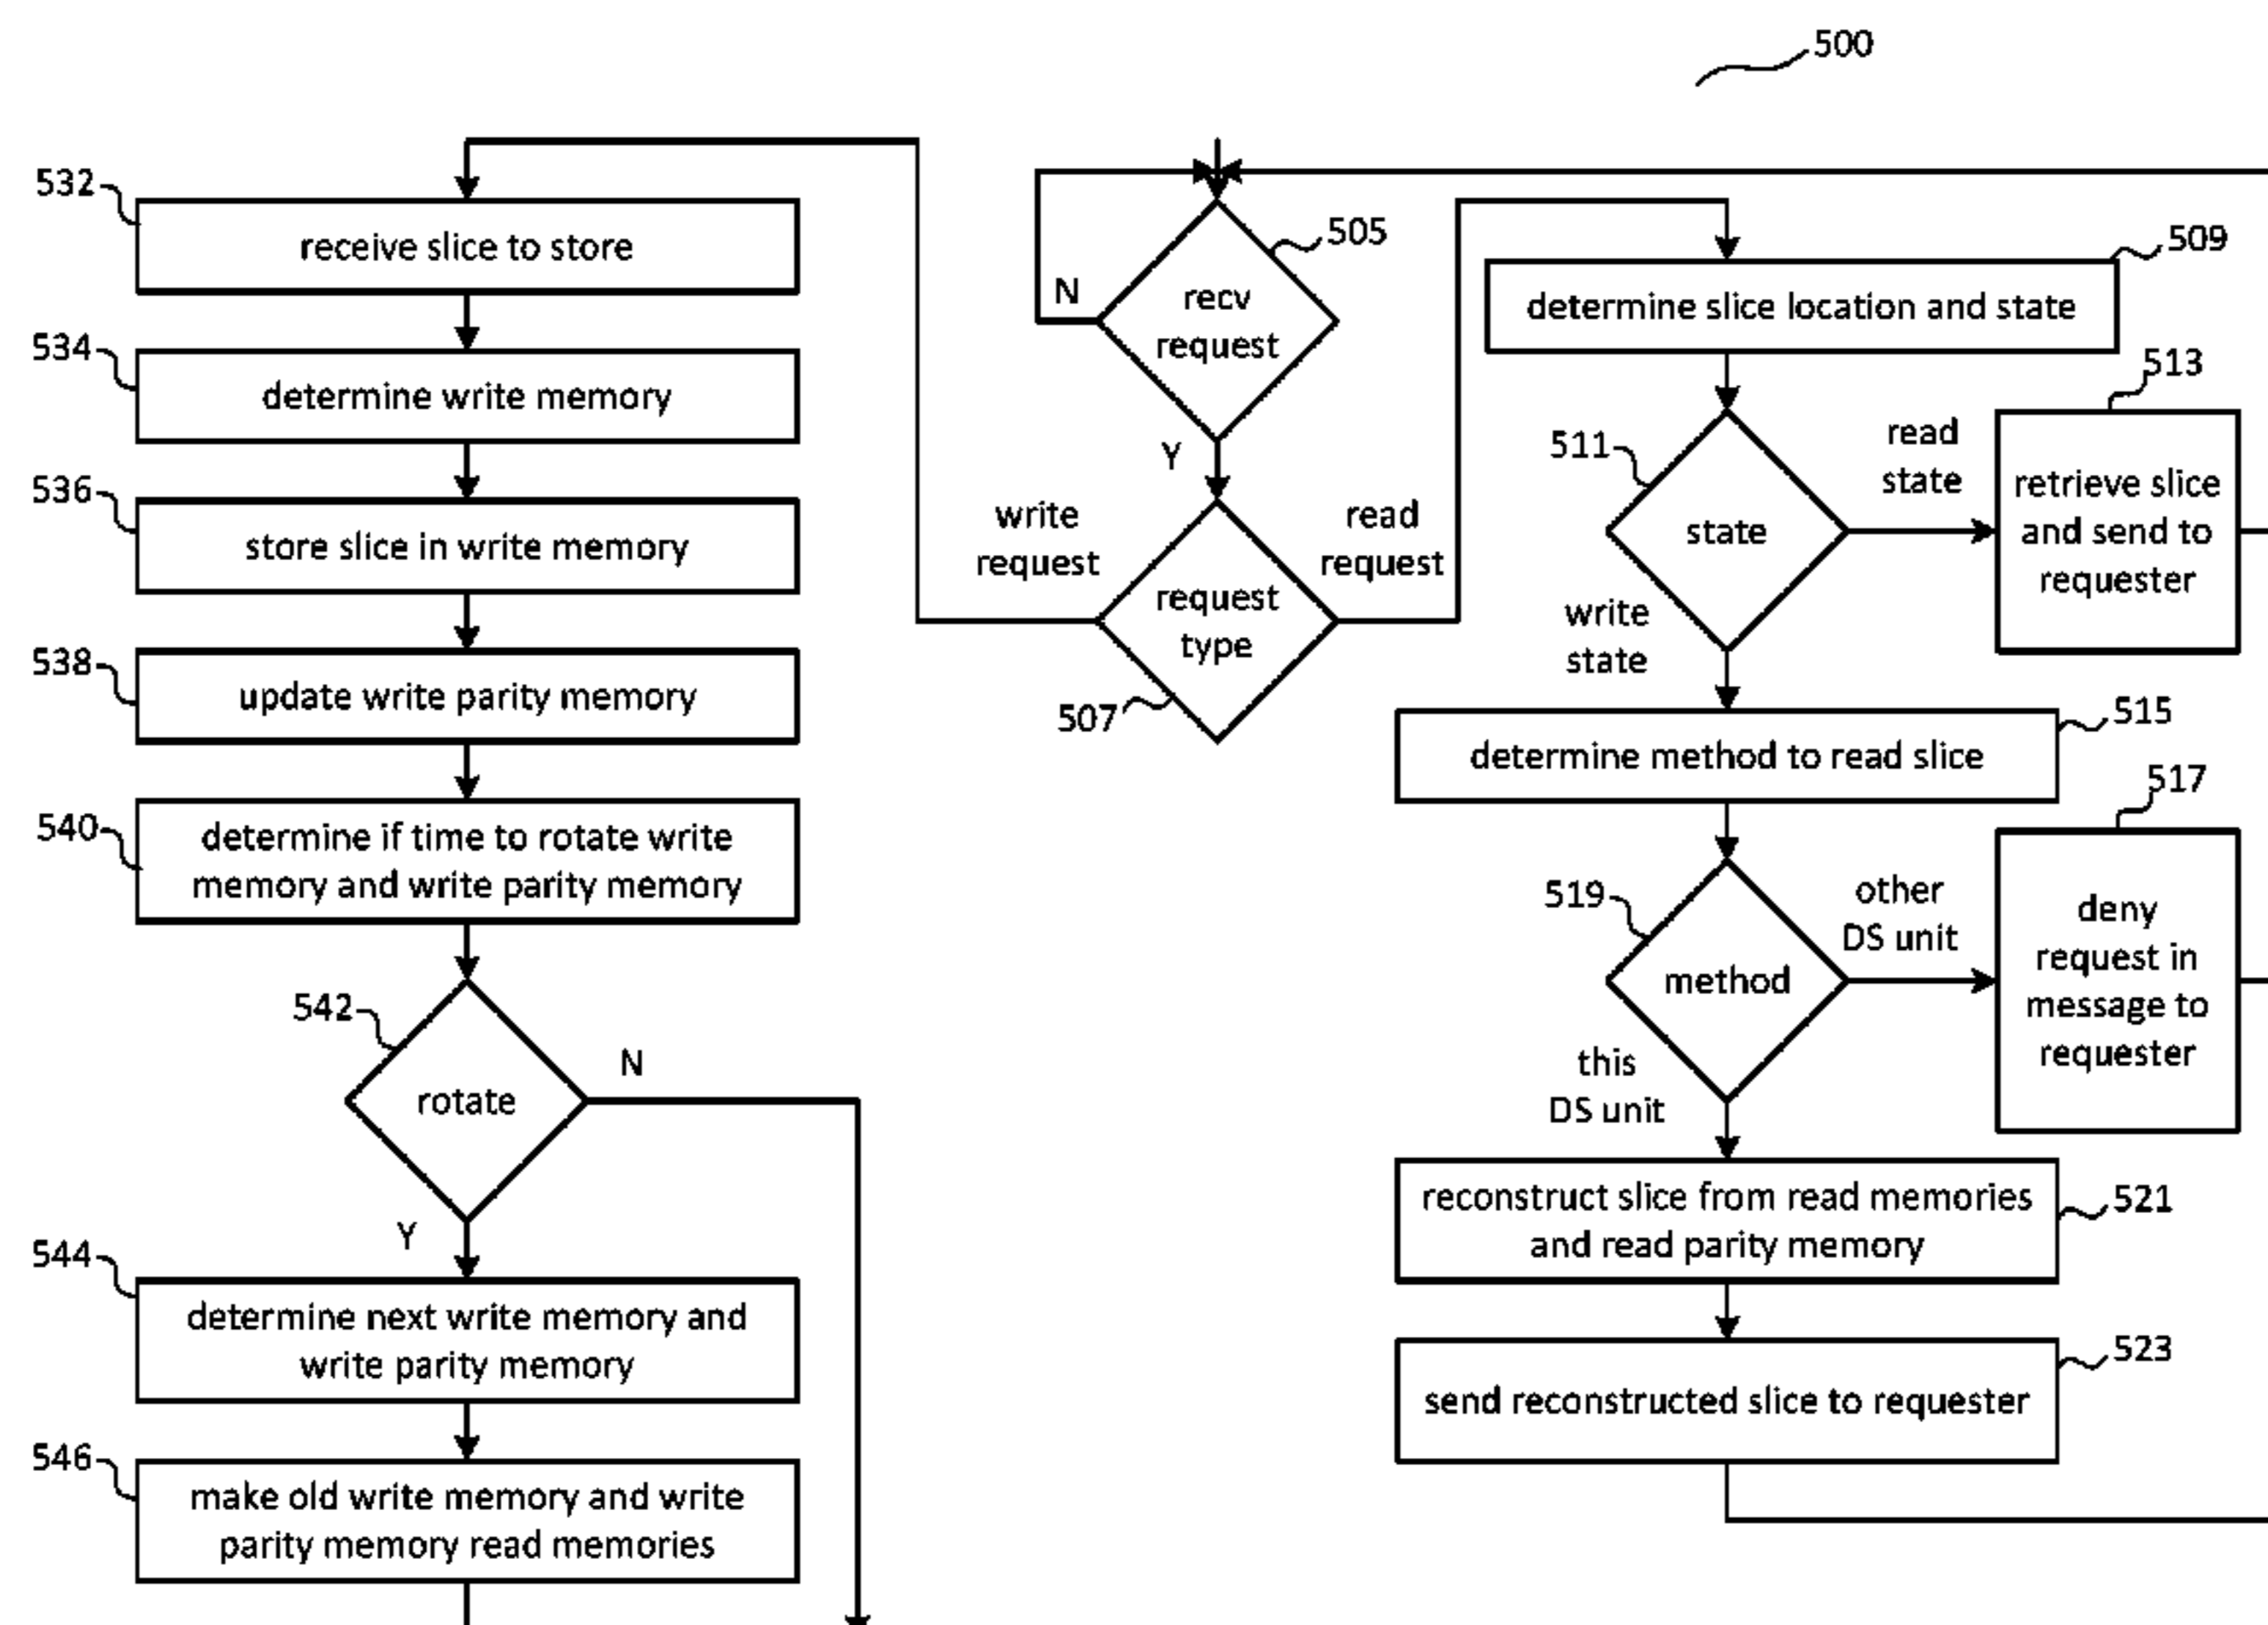 500
532
receive slice to store
534
determine write memory
536
store slice in write memory
538
update write parity memory
540
determine if time to rotate write
memory and write parity memory
542
rotate
N
Y
544
determine next write memory and
write parity memory
546
make old write memory and write
parity memory read memories
505
recv
request
N
Y
write
request
read
request
request
type
507
509
determine slice location and state
511
state
read
state
write
state
513
retrieve slice
and send to
requester
515
determine method to read slice
517
deny
request in
message to
requester
519
method
other
DS unit
this
DS unit
reconstruct slice from read memories
and read parity memory
521
523
send reconstructed slice to requester